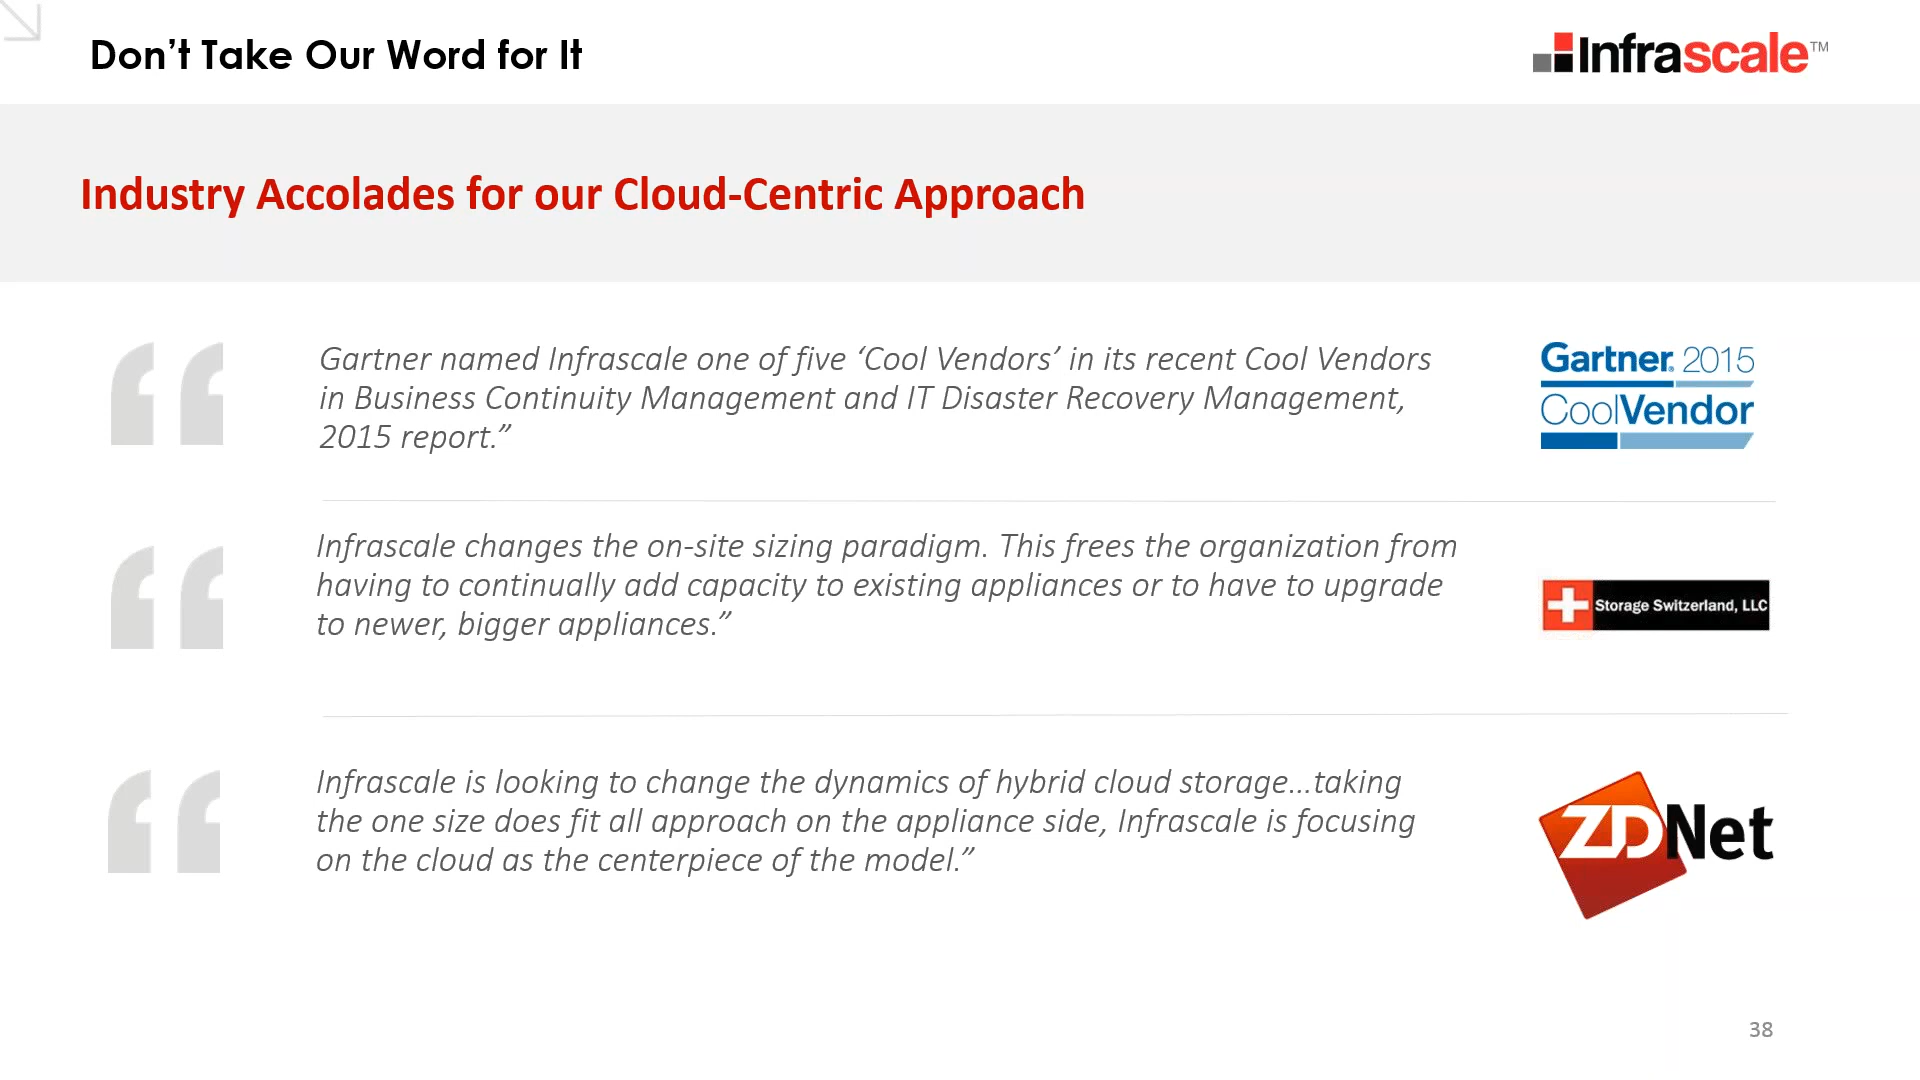 Don’t Take Our Word for It
Infrascale™
Industry Accolades for our Cloud-Centric Approach
Gartner named Infrascale one of five ‘Cool Vendors’ in its recent Cool Vendors
in Business Continuity Management and IT Disaster Recovery Management,
2015 report.”
Gartner. 2015
CoolVendor
Infrascale changes the on-site sizing paradigm. This frees the organization from
having to continually add capacity to existing appliances or to have to upgrade
to newer, bigger appliances.”
Storage Switzerland, LLC
Infrascale is looking to change the dynamics of hybrid cloud storage...taking
the one size does fit all approach on the appliance side, Infrascale is focusing
on the cloud as the centerpiece of the model.”
ZDNet
38